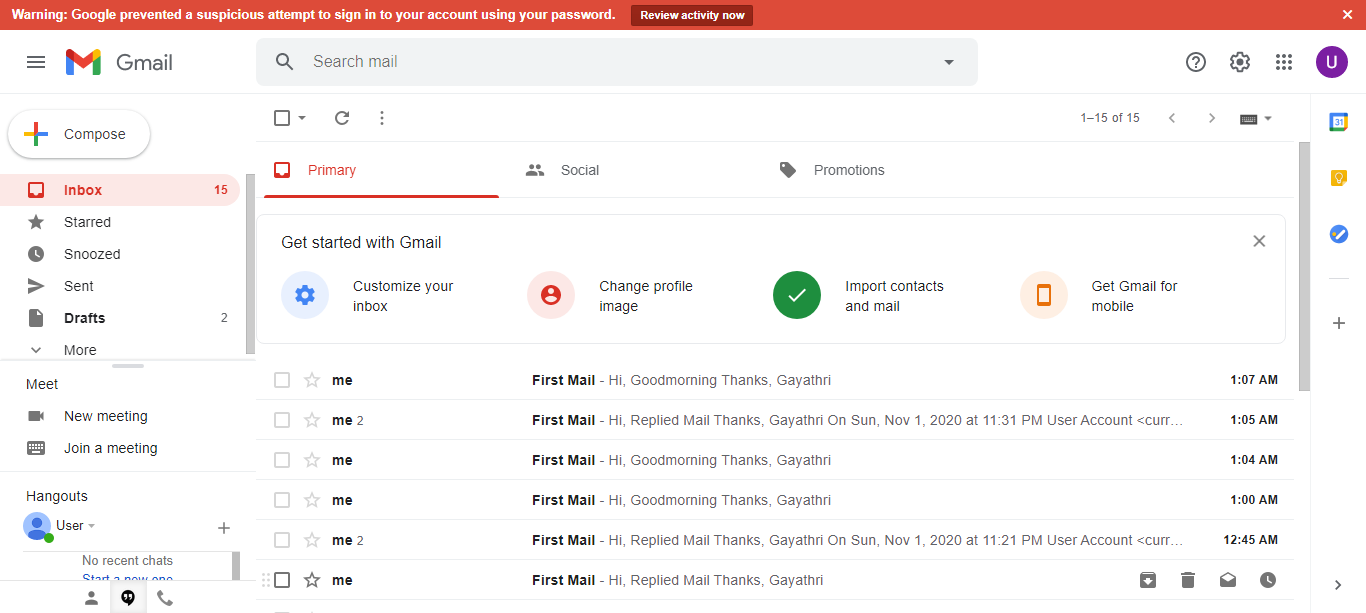 Warning: Google prevented a suspicious attempt to sign in to your account using your password. Review activity now
Gmail
Search mail
U
Compose
1–15 of 15
31
Inbox 15
Starred
Snoozed
Sent
Drafts 2
More
Meet
New meeting
Join a meeting
Hangouts
User
No recent chats
Start a new one
Primary
Social
Promotions
Get started with Gmail
Customize your
inbox
Change profile
image
Import contacts
and mail
Get Gmail for
mobile
me First Mail - Hi, Goodmorning Thanks, Gayathri 1:07 AM
me 2 First Mail - Hi, Replied Mail Thanks, Gayathri On Sun, Nov 1, 2020 at 11:31 PM User Account <curr… 1:05 AM
me First Mail - Hi, Goodmorning Thanks, Gayathri 1:04 AM
me First Mail - Hi, Goodmorning Thanks, Gayathri 1:00 AM
me 2 First Mail - Hi, Replied Mail Thanks, Gayathri On Sun, Nov 1, 2020 at 11:21 PM User Account <curr… 12:45 AM
me First Mail - Hi, Replied Mail Thanks, Gayathri